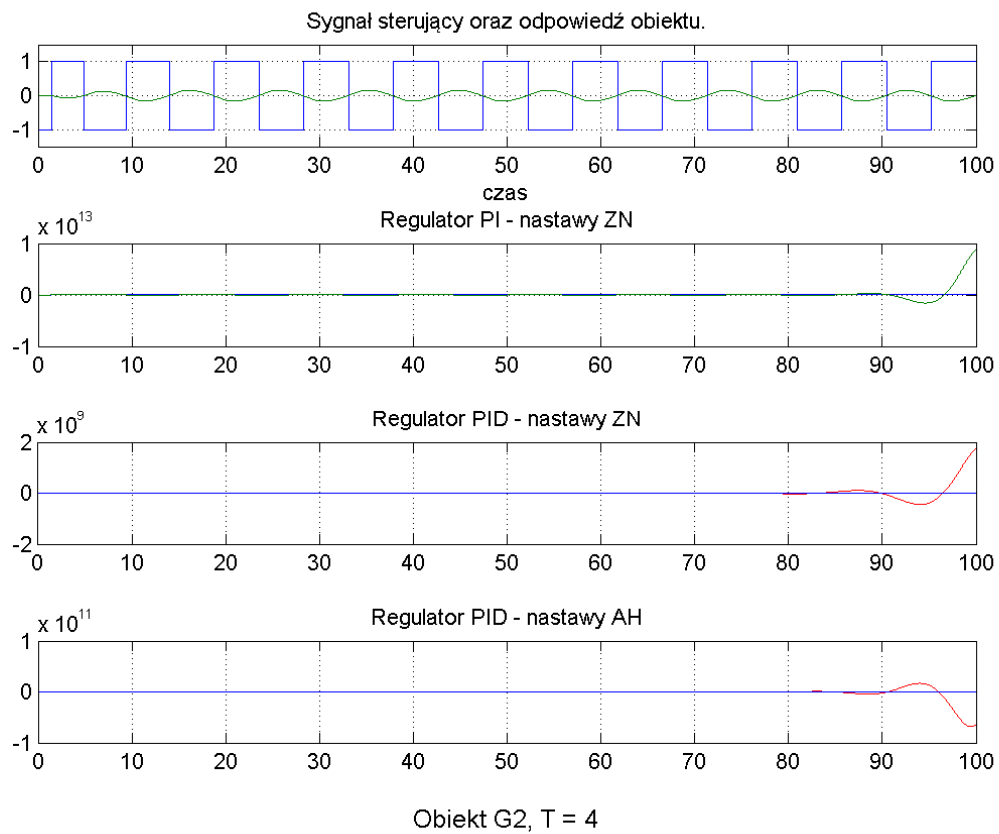 Sygnał sterujący oraz odpowiedź obiektu.
1
0
-1
0 10 20 30 40 50 60 70 80 90 100
czas
Regulator PI - nastawy ZN
x 10^13
1
0
-1
0 10 20 30 40 50 60 70 80 90 100
Regulator PID - nastawy ZN
x 10^9
2
0
-2
0 10 20 30 40 50 60 70 80 90 100
Regulator PID - nastawy AH
x 10^11
1
0
-1
0 10 20 30 40 50 60 70 80 90 100
Obiekt G2, T = 4